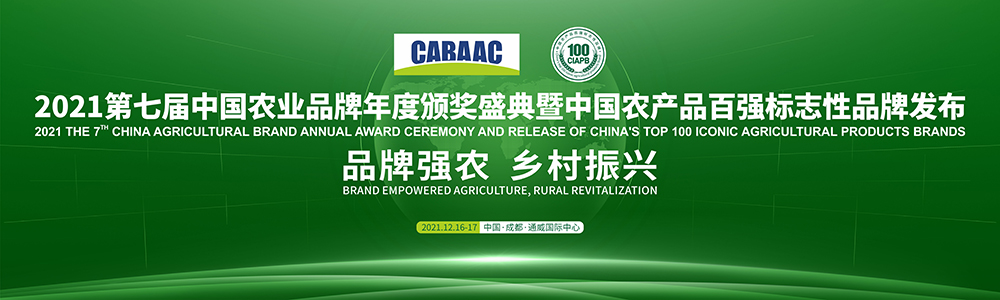 CABAAC
100
CIAPB
2021第七届中国农业品牌年度颁奖盛典暨中国农产品百强标志性品牌发布
2021 THE 7TH CHINA AGRICULTURAL BRAND ANNUAL AWARD CEREMONY AND RELEASE OF CHINA'S TOP 100 ICONIC AGRICULTURAL PRODUCTS BRANDS
品牌强农 乡村振兴
BRAND EMPOWERED AGRICULTURE, RURAL REVITALIZATION
2021.12.16-17 中国·成都·通威国际中心